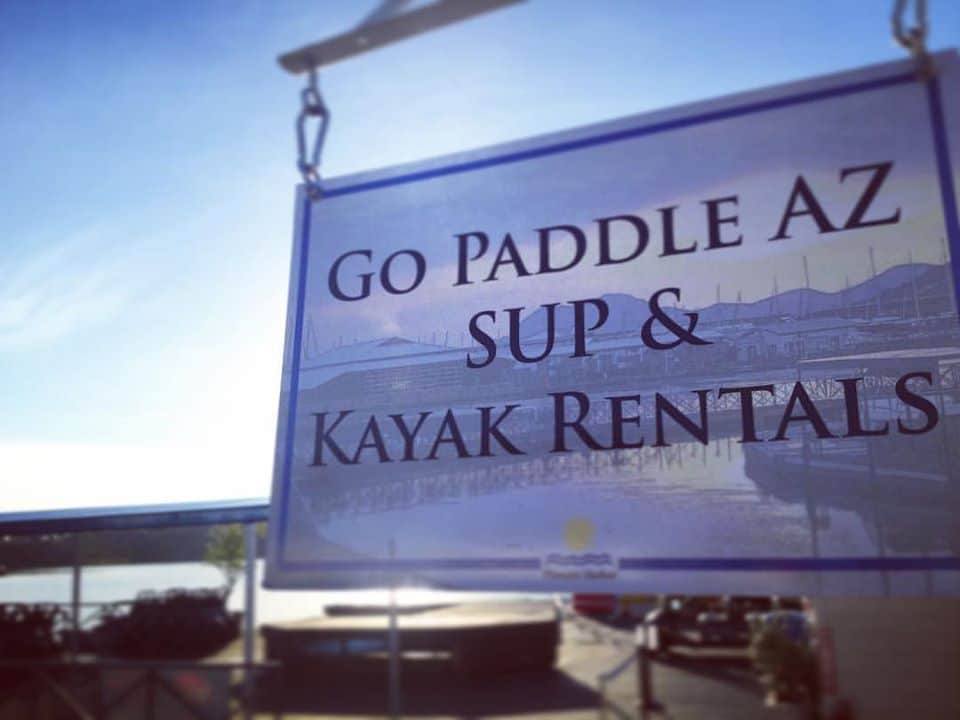 Go Paddle AZ
SUP &
Kayak Rentals